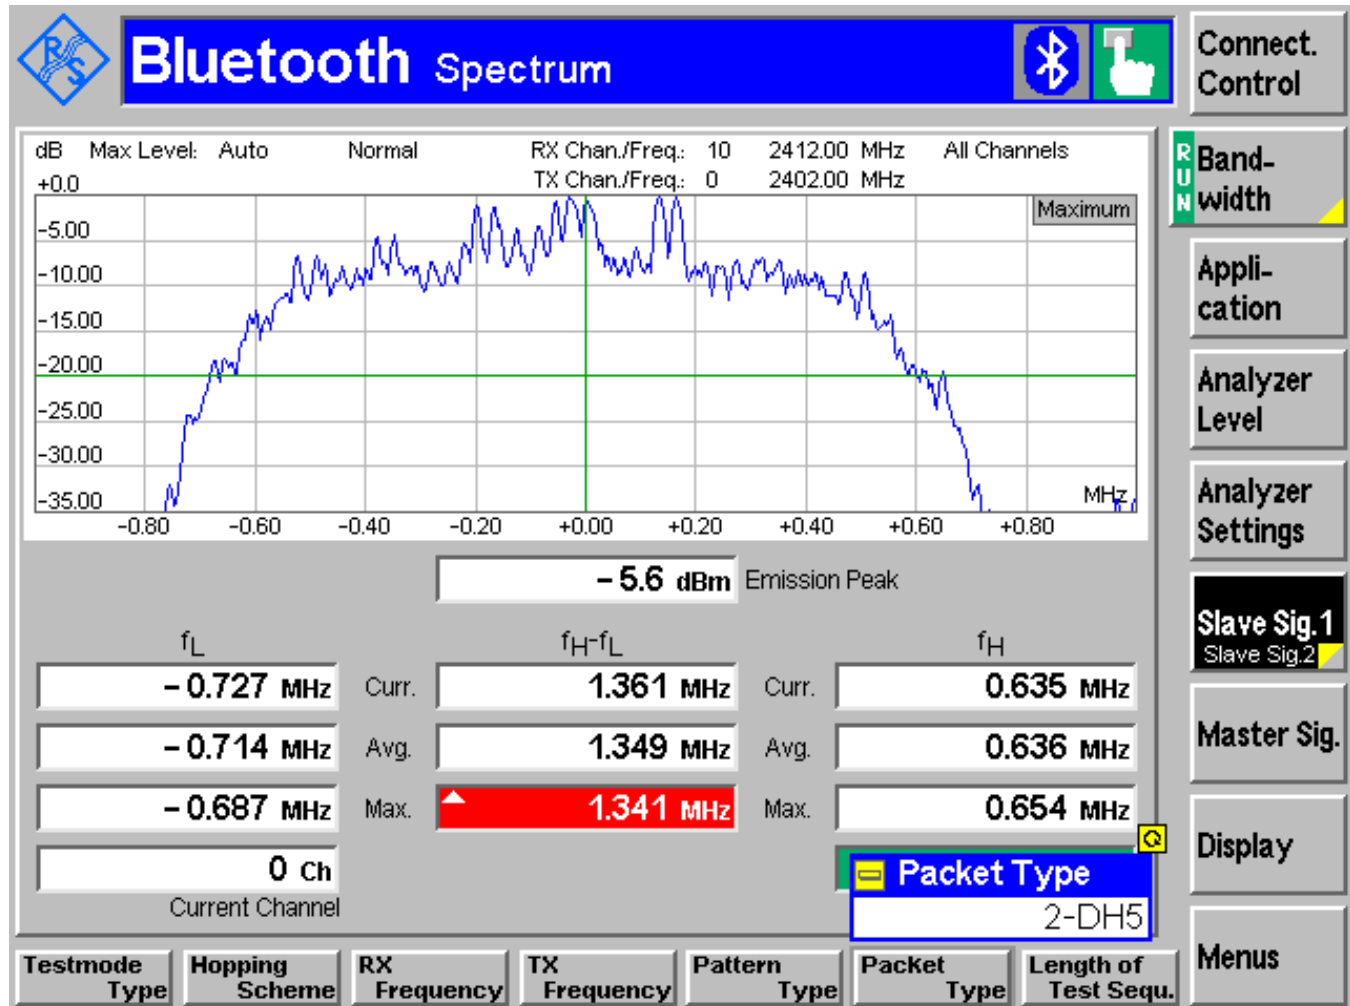 R&S
Bluetooth Spectrum
Connect.
Control
dB Max Level: Auto Normal RX Chan./Freq.: 10 2412.00 MHz All Channels
+0.0 TX Chan./Freq.: 0 2402.00 MHz
Maximum
-5.00
-10.00
-15.00
-20.00
-25.00
-30.00
-35.00
MHz
-0.80 -0.60 -0.40 -0.20 +0.00 +0.20 +0.40 +0.60 +0.80
-5.6 dBm Emission Peak
fL fH-fL fH
-0.727 MHz Curr. 1.361 MHz Curr. 0.635 MHz
-0.714 MHz Avg. 1.349 MHz Avg. 0.636 MHz
-0.687 MHz Max. 1.341 MHz Max. 0.654 MHz
0 Ch
Current Channel
Packet Type
2-DH5
RUN
Band-
width
Appli-
cation
Analyzer
Level
Analyzer
Settings
Slave Sig.1
Slave Sig.2
Master Sig.
Display
Menus
Testmode
Type
Hopping
Scheme
RX
Frequency
TX
Frequency
Pattern
Type
Packet
Type
Length of
Test Sequ.